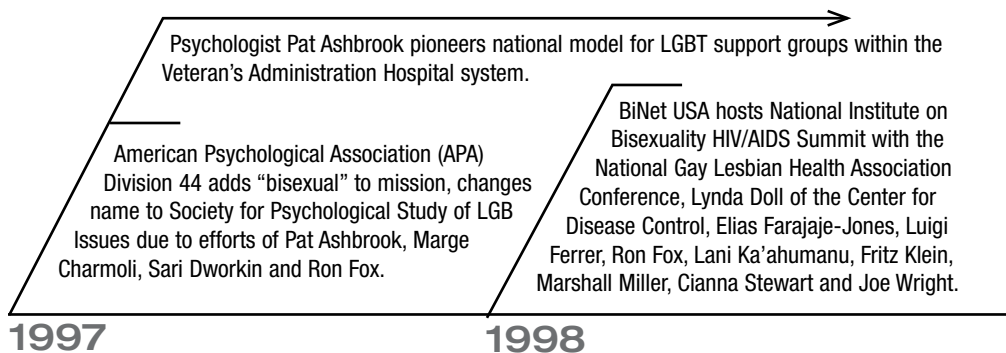 Psychologist Pat Ashbrook pioneers national model for LGBT support groups within the
Veteran’s Administration Hospital system.
American Psychological Association (APA)
Division 44 adds “bisexual” to mission, changes
name to Society for Psychological Study of LGB
Issues due to efforts of Pat Ashbrook, Marge
Charmoli, Sari Dworkin and Ron Fox.
BiNet USA hosts National Institute on
Bisexuality HIV/AIDS Summit with the
National Gay Lesbian Health Association
Conference, Lynda Doll of the Center for
Disease Control, Elias Farajaje-Jones, Luigi
Ferrer, Ron Fox, Lani Ka’ahumanu, Fritz Klein,
Marshall Miller, Cianna Stewart and Joe Wright.
1997
1998